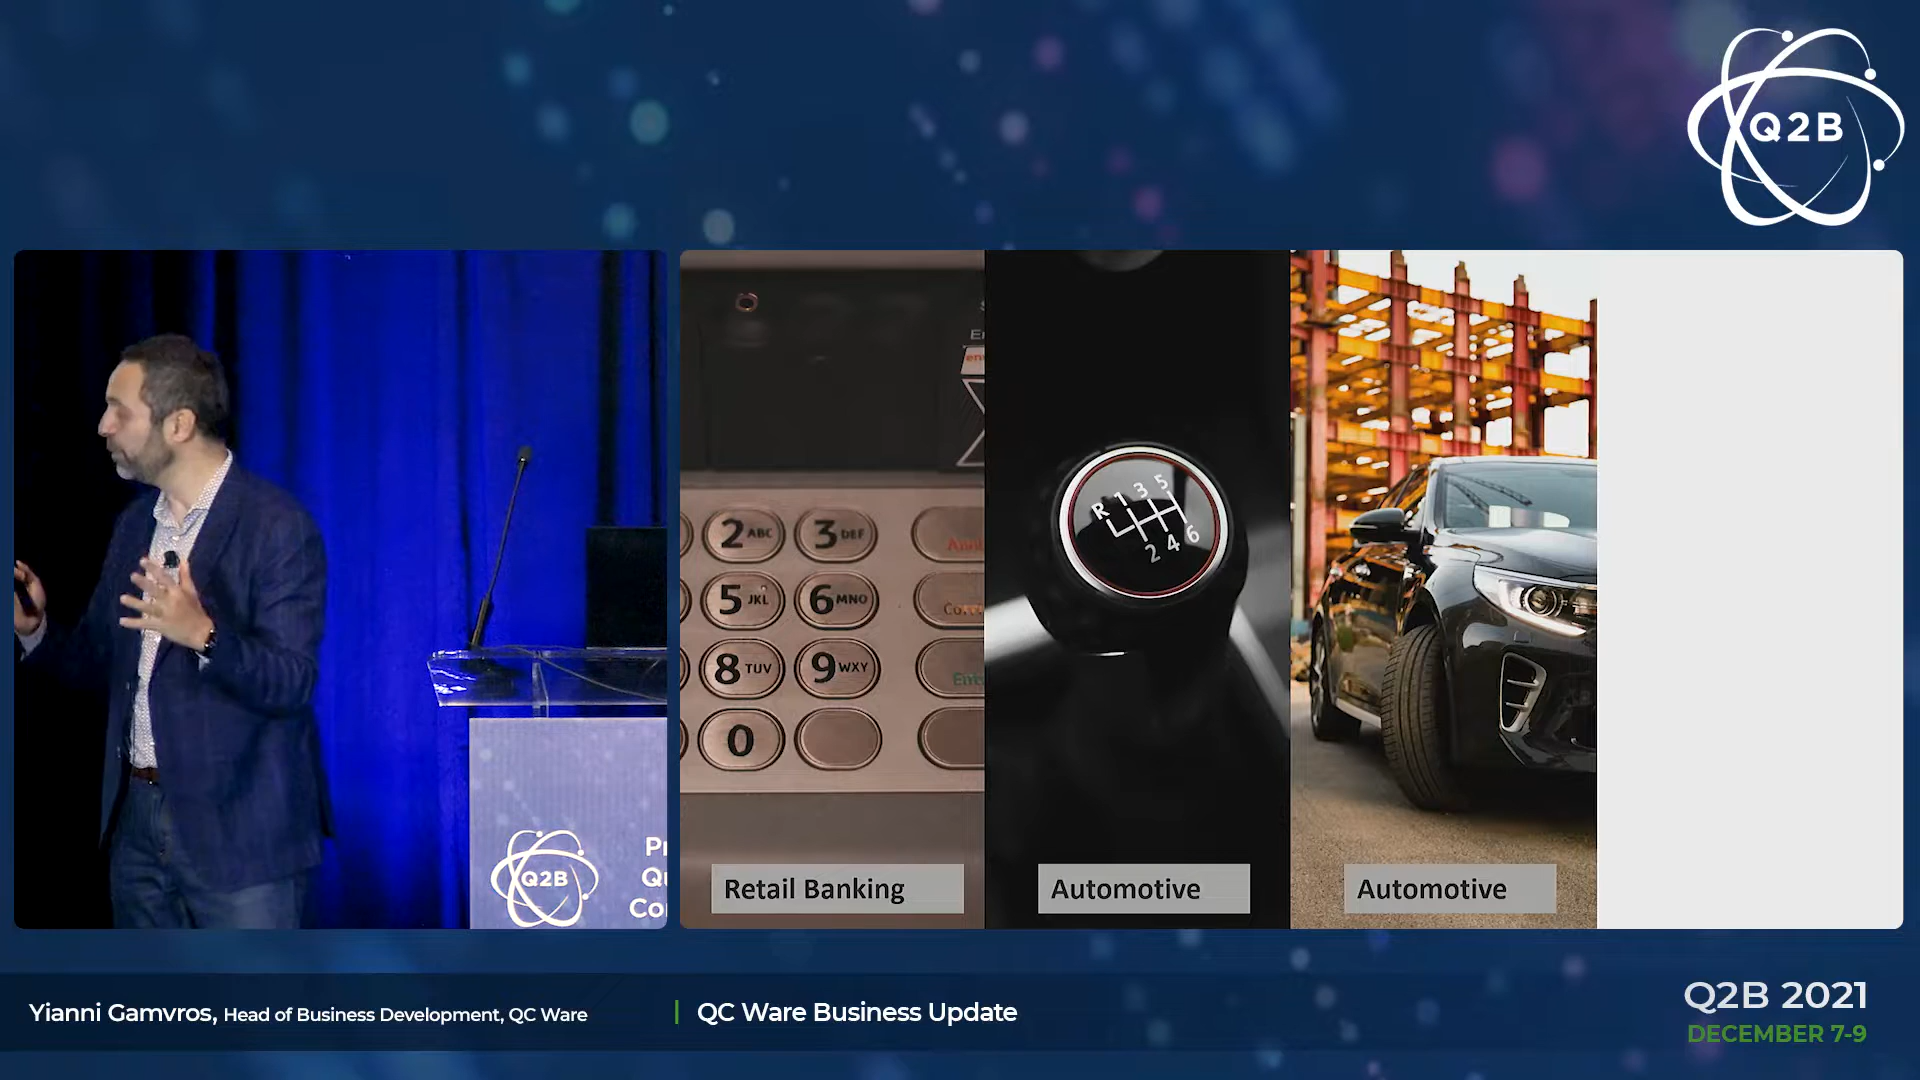 Q2B
2 ABC 3 DEF
5 JKL 6 MNO
8 TUV 9 WXY
0
R 1 3 5
2 4 6
Retail Banking
Automotive
Automotive
Q2B
Yianni Gamvros, Head of Business Development, QC Ware
QC Ware Business Update
Q2B 2021
DECEMBER 7-9